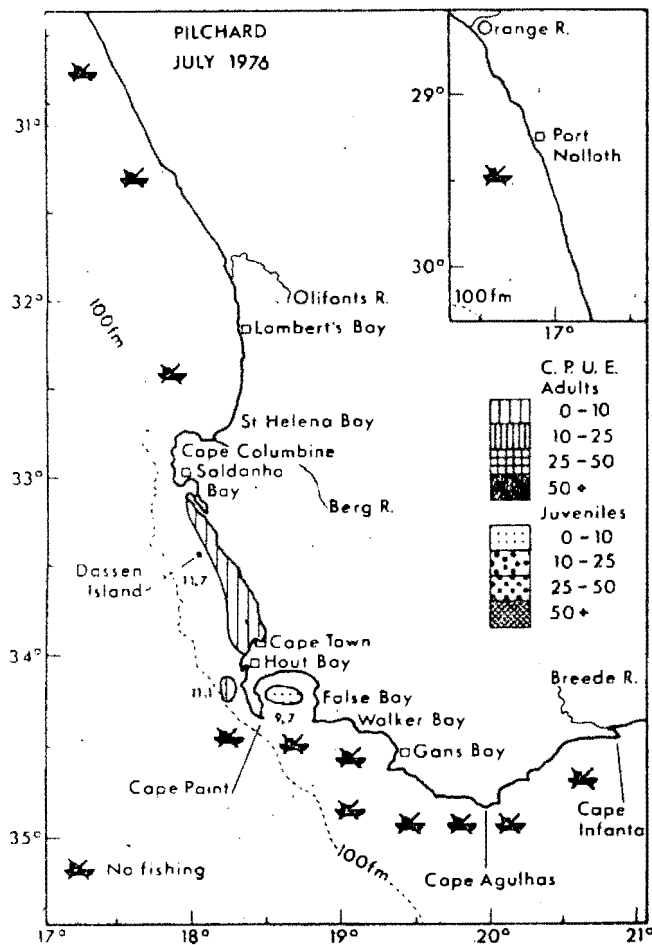 PILCHARD
JULY 1976
Orange R.
29°
Port
Nolloth
30°
100fm
17°
31°
32°
33°
34°
35°
100fm
Olifants R.
Lambert's Bay
St Helena Bay
Cape Columbine
Saldanha
Bay
Berg R.
Dassen
Island
11,7
Cape Town
Hout Bay
11,1
False Bay
9,7
Walker Bay
Gans Bay
Breede R.
Cape Point
Cape
Infanta
Cape Agulhas
100fm
No fishing
C. P. U. E.
Adults
0-10
10-25
25-50
50+
Juveniles
0-10
10-25
25-50
50+
17°
18°
19°
20°
21°